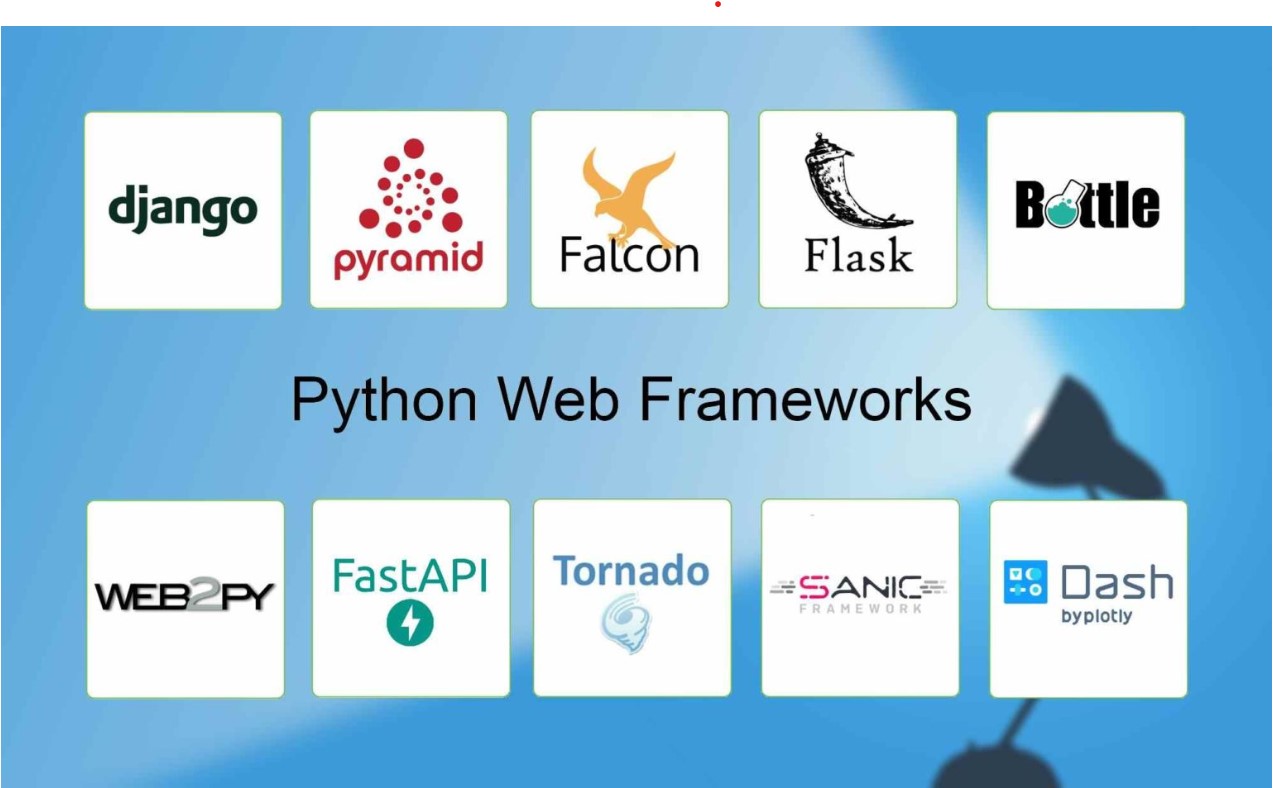 django
pyramid
Falcon
Flask
Bottle
Python Web Frameworks
WEB2PY
FastAPI
Tornado
SANIC
FRAMEWORK
Dash
byplotly